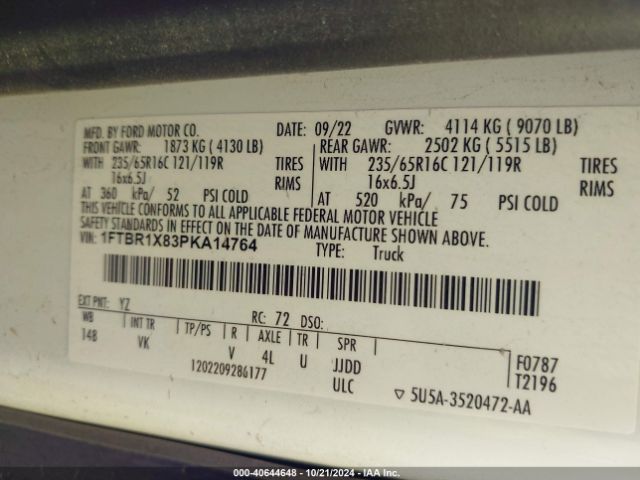 MFD. BY FORD MOTOR CO. DATE: 09/22 GVWR: 4114 KG ( 9070 LB)
FRONT GAWR: 1873 KG ( 4130 LB) REAR GAWR: 2502 KG ( 5515 LB)
WITH 235/65R16C 121/119R TIRES WITH 235/65R16C 121/119R TIRES
16x6.5J RIMS 16x6.5J RIMS
AT 360 kPa/ 52 PSI COLD AT 520 kPa/ 75 PSI COLD
THIS VEHICLE CONFORMS TO ALL APPLICABLE FEDERAL MOTOR VEHICLE
SAFETY STANDARDS IN EFFECT ON THE DATE OF MANUFACTURE SHOWN ABOVE.
VIN: 1FTBR1X83PKA14764 TYPE: Truck
EXT PNT: YZ RC: 72 DSO:
WB INT TR TP/PS R AXLE TR SPR
148 VK V 4L U JJDD F0787
1202209286177 ULC T2196
▽ 5U5A-3520472-AA
000-40644648 - 10/21/2024 - IAA Inc.